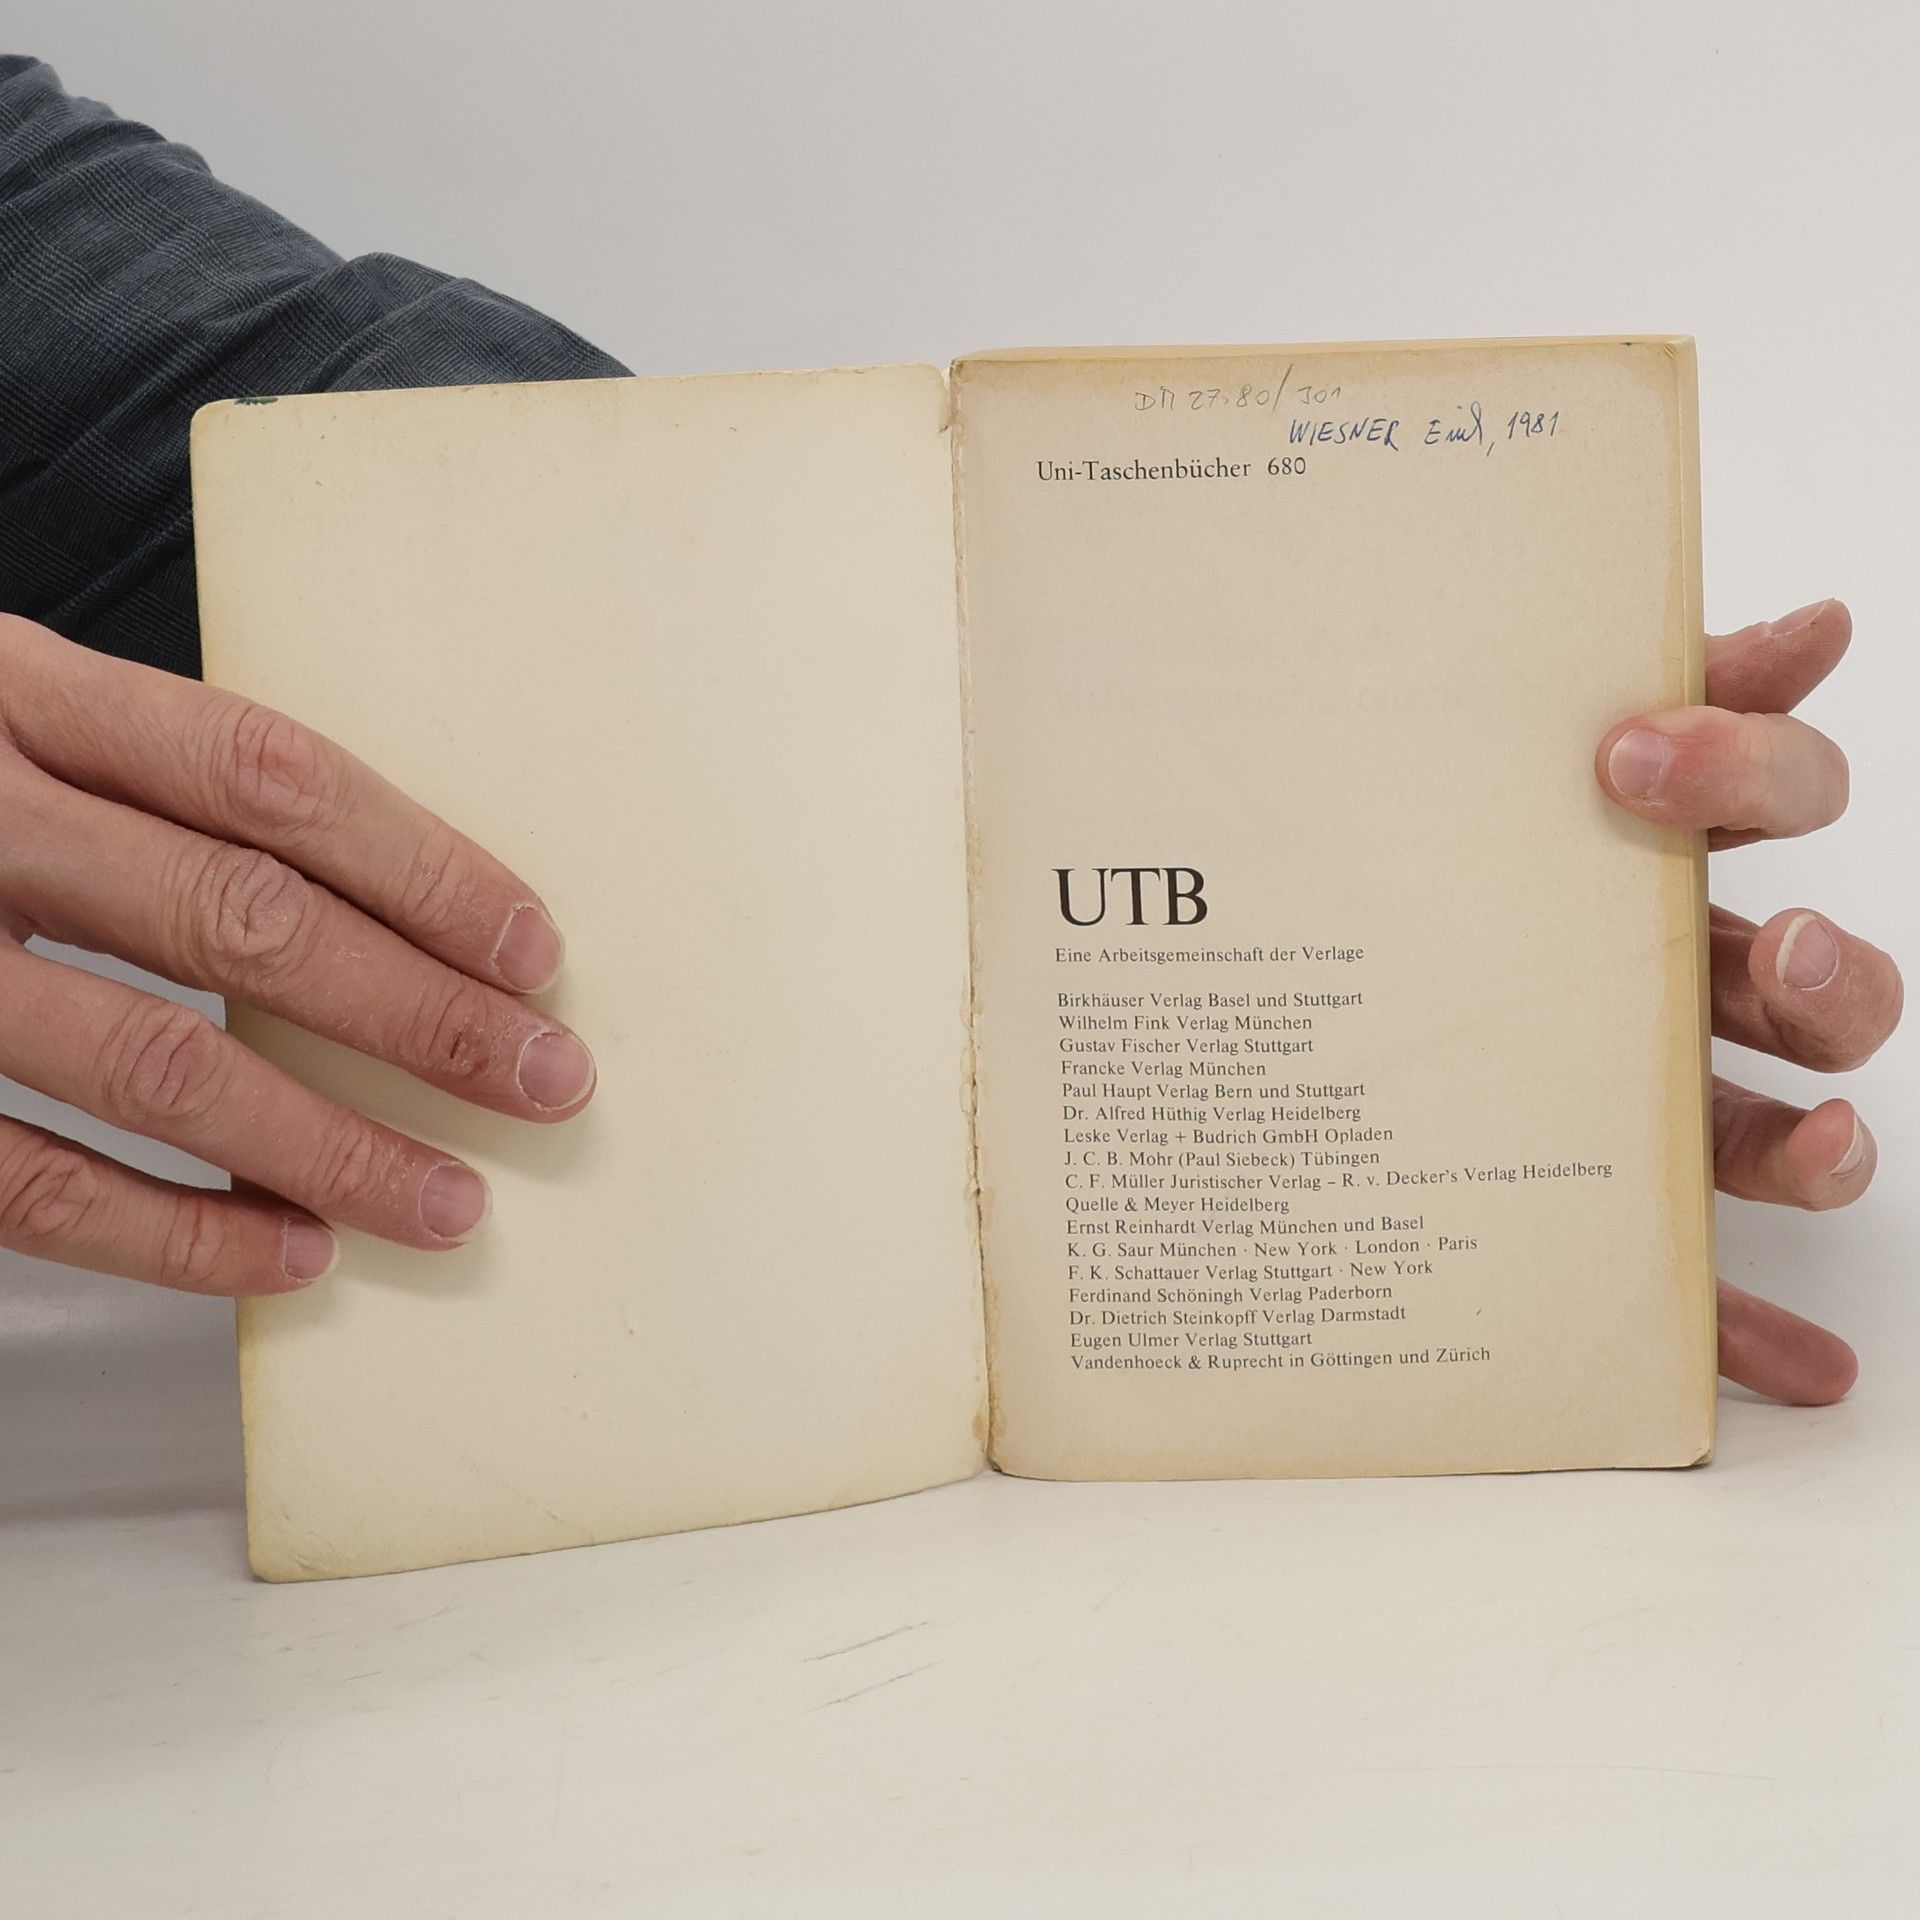 DM 27.80/ J01
WIESNER Emil, 1981
Uni-Taschenbücher 680
UTB
Eine Arbeitsgemeinschaft der Verlage
Birkhäuser Verlag Basel und Stuttgart
Wilhelm Fink Verlag München
Gustav Fischer Verlag Stuttgart
Francke Verlag München
Paul Haupt Verlag Bern und Stuttgart
Dr. Alfred Hüthig Verlag Heidelberg
Leske Verlag + Budrich GmbH Opladen
J. C. B. Mohr (Paul Siebeck) Tübingen
C. F. Müller Juristischer Verlag – R. v. Decker's Verlag Heidelberg
Quelle & Meyer Heidelberg
Ernst Reinhardt Verlag München und Basel
K. G. Saur München · New York · London · Paris
F. K. Schattauer Verlag Stuttgart · New York
Ferdinand Schöningh Verlag Paderborn
Dr. Dietrich Steinkopff Verlag Darmstadt
Eugen Ulmer Verlag Stuttgart
Vandenhoeck & Ruprecht in Göttingen und Zürich